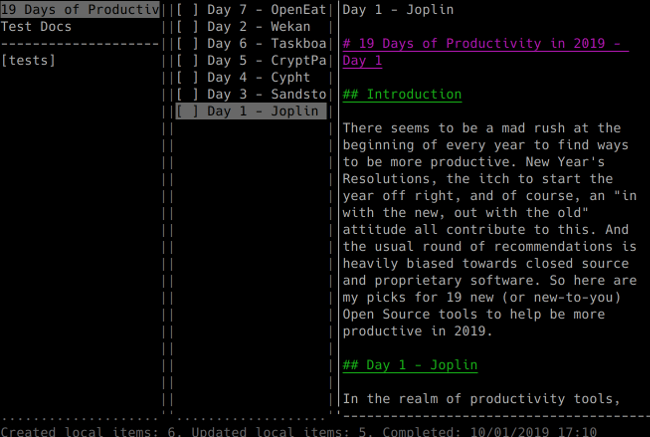 19 Days of Productiv
Test Docs
[tests]
[ ] Day 7 - OpenEat
[ ] Day 2 - Wekan
[ ] Day 6 - Taskboa
[ ] Day 5 - CryptPa
[ ] Day 4 - Cypht
[ ] Day 3 - Sandsto
[ ] Day 1 - Joplin
Day 1 - Joplin
# 19 Days of Productivity in 2019 -
Day 1
## Introduction
There seems to be a mad rush at the
beginning of every year to find ways
to be more productive. New Year's
Resolutions, the itch to start the
year off right, and of course, an "in
with the new, out with the old"
attitude all contribute to this. And
the usual round of recommendations is
heavily biased towards closed source
and proprietary software. So here are
my picks for 19 new (or new-to-you)
Open Source tools to help be more
productive in 2019.
## Day 1 - Joplin
In the realm of productivity tools,
Created local items: 6. Updated local items: 5. Completed: 10/01/2019 17:10